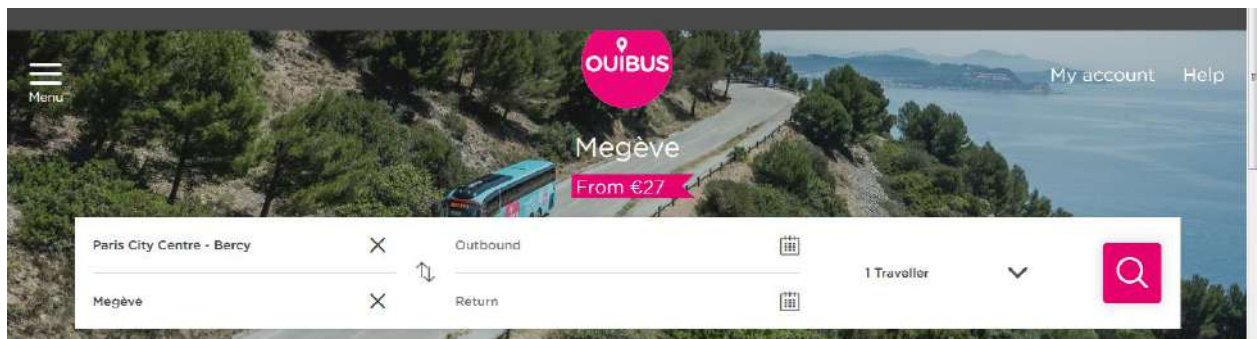 OUIBUS
Menu
My account Help
Megève
From €27
Paris City Centre - Bercy
Outbound
1 Traveller
Megève
Return